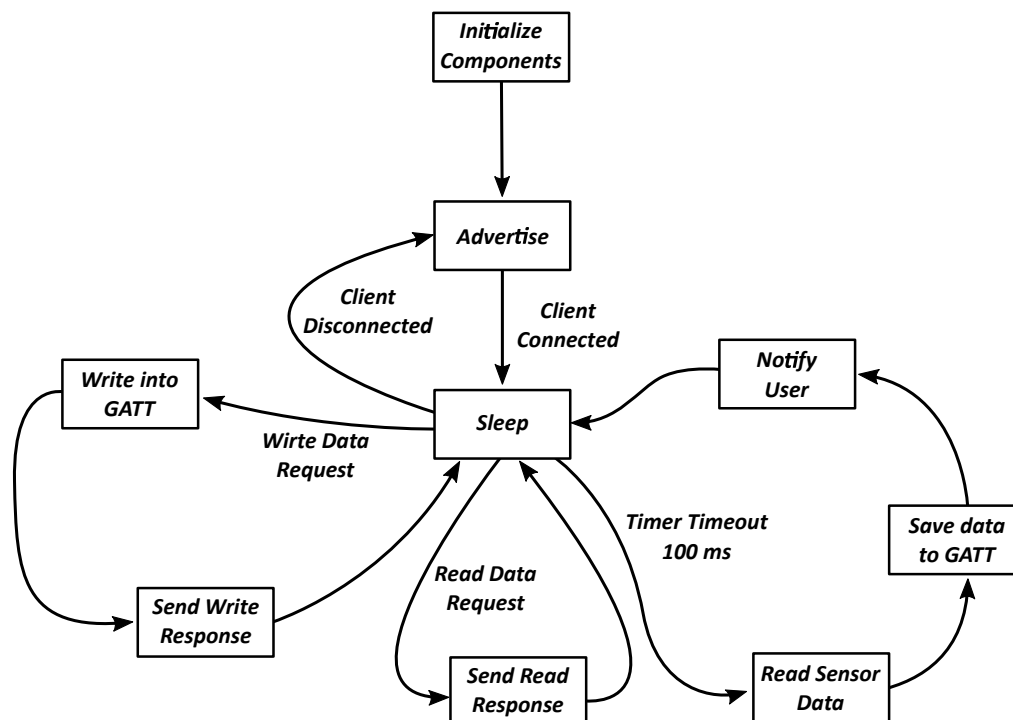 Initialize
Components
Advertise
Client
Disconnected
Client
Connected
Notify
User
Write into
GATT
Sleep
Wirte Data
Request
Timer Timeout
100 ms
Save data
to GATT
Read Data
Request
Send Write
Response
Send Read
Response
Read Sensor
Data